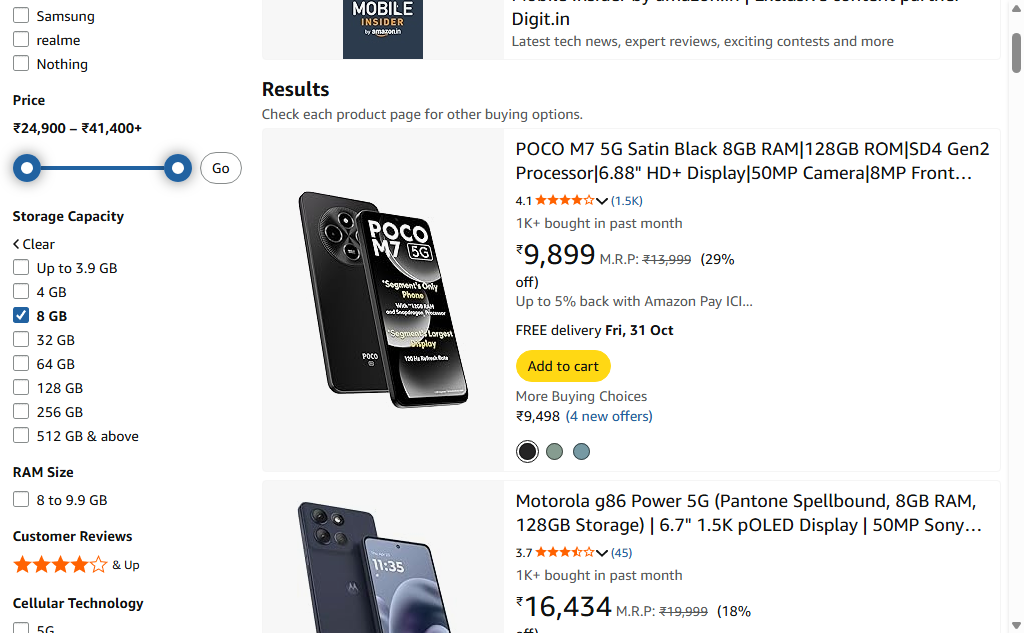 Samsung
realme
Nothing
Price
₹24,900 – ₹41,400+
Go
Storage Capacity
Clear
Up to 3.9 GB
4 GB
8 GB
32 GB
64 GB
128 GB
256 GB
512 GB & above
RAM Size
8 to 9.9 GB
Customer Reviews
& Up
Cellular Technology
5G
MOBILE
INSIDER
by amazon.in
Mobile Insider by amazon.in | Exclusive content partner
Digit.in
Latest tech news, expert reviews, exciting contests and more
Results
Check each product page for other buying options.
POCO
M7 5G
"Segment's Only
Phone
With *12GB RAM
and Snapdragon Processor
"Segment's Largest
Display
120 Hz Refresh Rate
POCO
5G
POCO M7 5G Satin Black 8GB RAM|128GB ROM|SD4 Gen2
Processor|6.88" HD+ Display|50MP Camera|8MP Front...
4.1 (1.5K)
1K+ bought in past month
₹9,899 M.R.P: ₹13,999 (29%
off)
Up to 5% back with Amazon Pay ICI...
FREE delivery Fri, 31 Oct
Add to cart
More Buying Choices
₹9,498 (4 new offers)
11:35
Motorola g86 Power 5G (Pantone Spellbound, 8GB RAM,
128GB Storage) | 6.7" 1.5K pOLED Display | 50MP Sony...
3.7 (45)
1K+ bought in past month
₹16,434 M.R.P: ₹19,999 (18%
off)